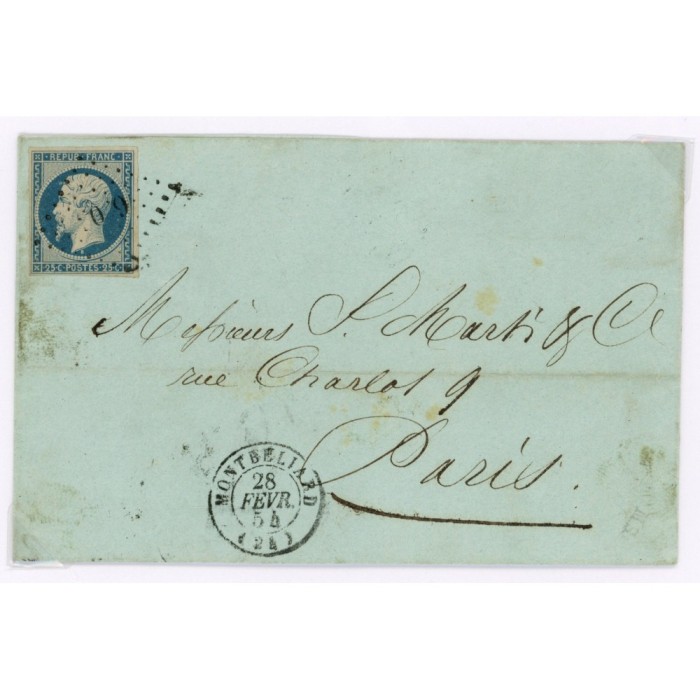 REPUB FRANC
25·C·POSTES·25·C
Messieurs S. Marti & Cie
rue Charlot 9
Paris.
MONTBELIARD
28
FEVR.
54
(24)